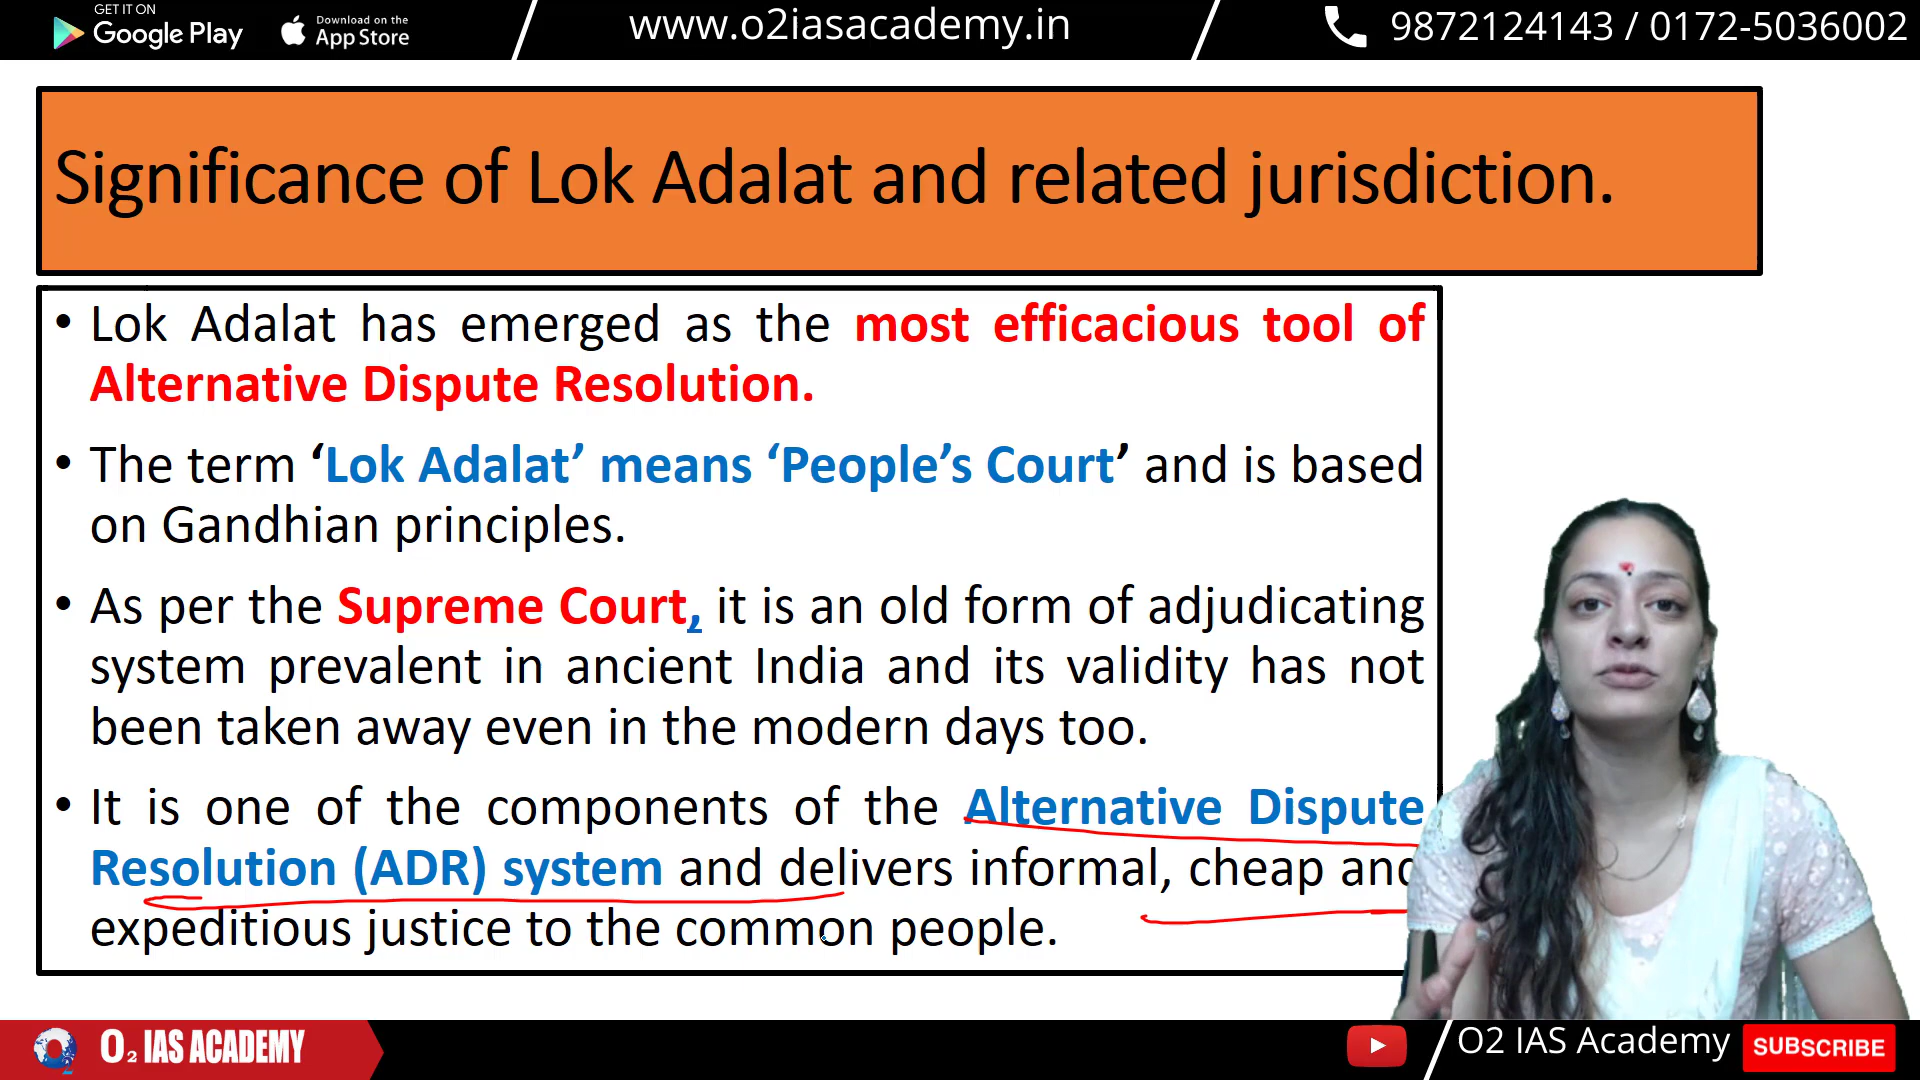 GET IT ON
Google Play
Download on the
App Store
www.o2iasacademy.in
9872124143 / 0172-5036002
Significance of Lok Adalat and related jurisdiction.
• Lok Adalat has emerged as the most efficacious tool of
Alternative Dispute Resolution.
• The term ‘Lok Adalat’ means ‘People’s Court’ and is based
on Gandhian principles.
• As per the Supreme Court, it is an old form of adjudicating
system prevalent in ancient India and its validity has not
been taken away even in the modern days too.
• It is one of the components of the Alternative Dispute
Resolution (ADR) system and delivers informal, cheap and
expeditious justice to the common people.
O2 IAS ACADEMY
O2 IAS Academy
SUBSCRIBE